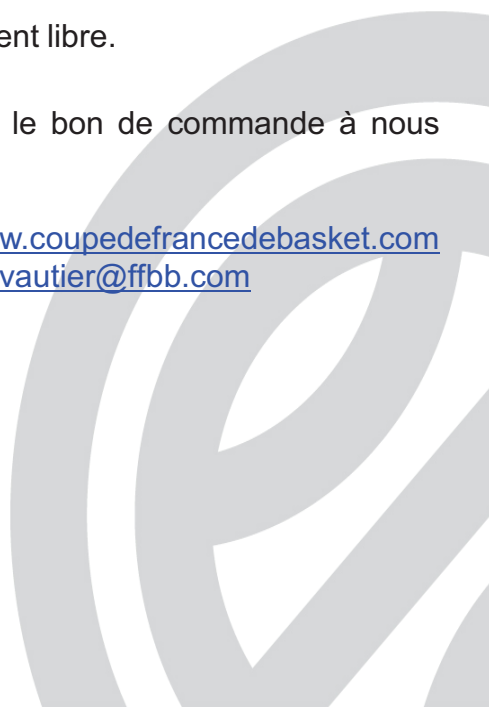 ent libre.
le bon de commande à nous
w.coupedefrancedebasket.com
vautier@ffbb.com